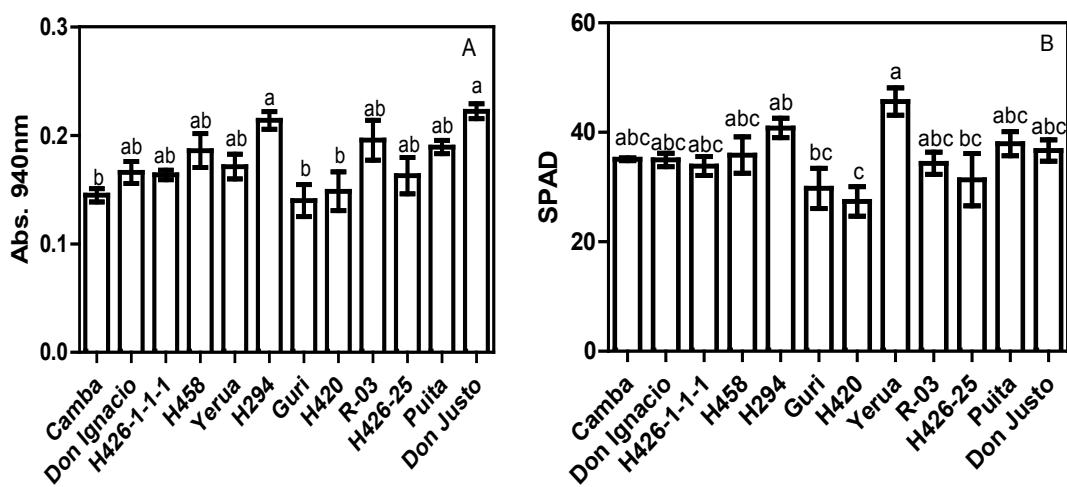 A
Abs. 940nm
0.3
0.2
0.1
0.0
b
ab
ab
ab
ab
a
b
b
ab
ab
ab
a
Camba
Don Ignacio
H426-1-1-1
H458
Yerua
H294
Guri
H420
R-03
H426-25
Puita
Don Justo
B
SPAD
60
40
20
0
abc
abc
abc
abc
ab
bc
c
a
abc
bc
abc
abc
Camba
Don Ignacio
H426-1-1-1
H458
H294
Guri
H420
Yerua
R-03
H426-25
Puita
Don Justo